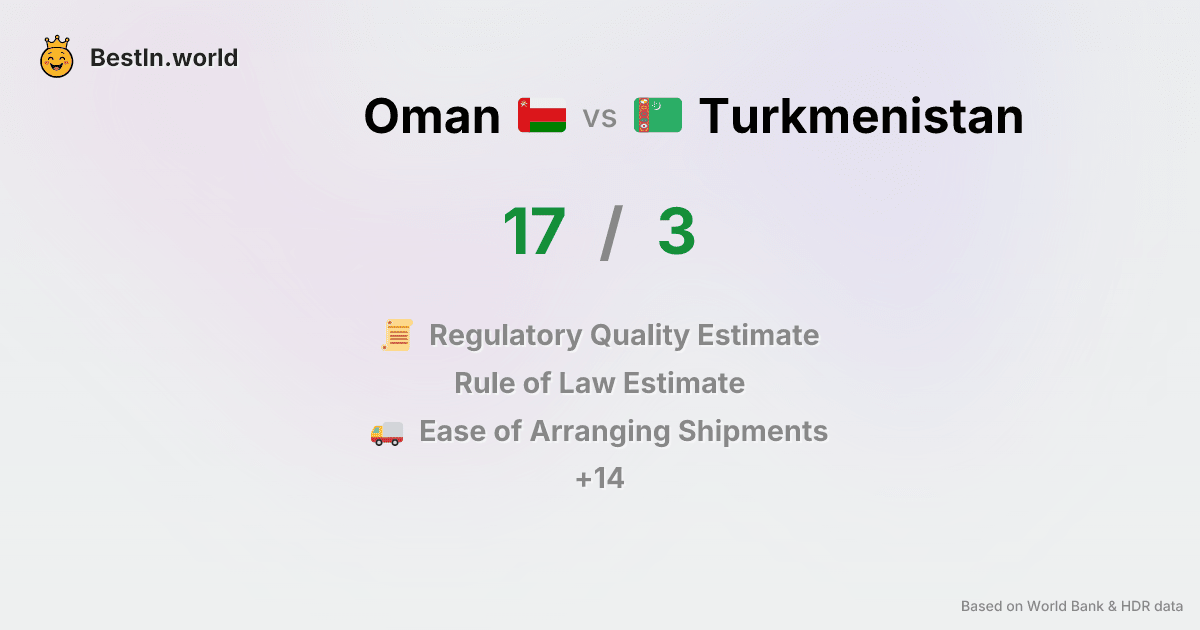 BestIn.world
Oman vs Turkmenistan
17 / 3
Regulatory Quality Estimate
Rule of Law Estimate
Ease of Arranging Shipments
+14
Based on World Bank & HDR data